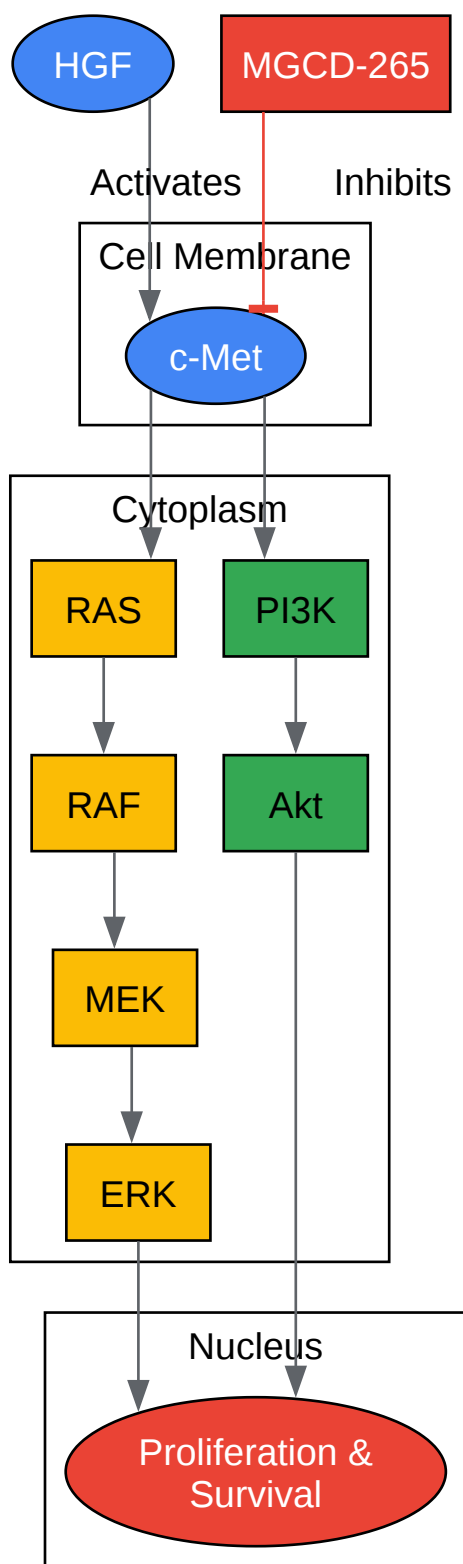 HGF
MGCD-265
Activates
Inhibits
Cell Membrane
c-Met
Cytoplasm
RAS
PI3K
RAF
Akt
MEK
ERK
Nucleus
Proliferation &
Survival